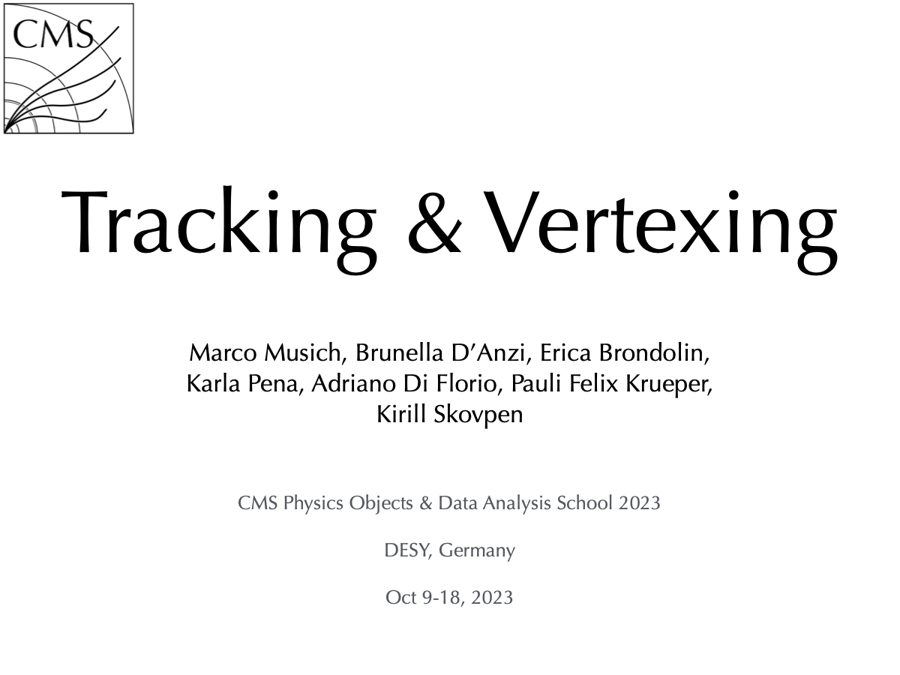 CMS
Tracking & Vertexing
Marco Musich, Brunella D’Anzi, Erica Brondolin,
Karla Pena, Adriano Di Florio, Pauli Felix Krueper,
Kirill Skovpen
CMS Physics Objects & Data Analysis School 2023
DESY, Germany
Oct 9-18, 2023